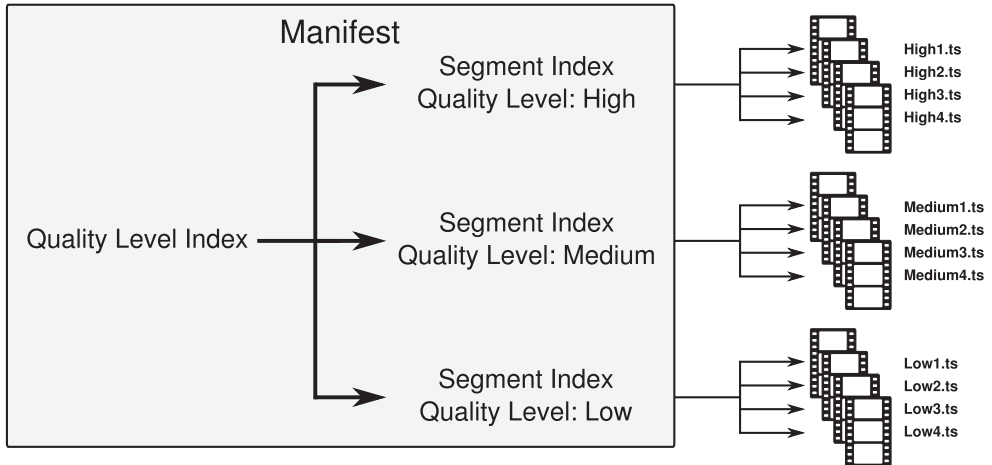 Manifest
Quality Level Index
Segment Index
Quality Level: High
High1.ts
High2.ts
High3.ts
High4.ts
Segment Index
Quality Level: Medium
Medium1.ts
Medium2.ts
Medium3.ts
Medium4.ts
Segment Index
Quality Level: Low
Low1.ts
Low2.ts
Low3.ts
Low4.ts